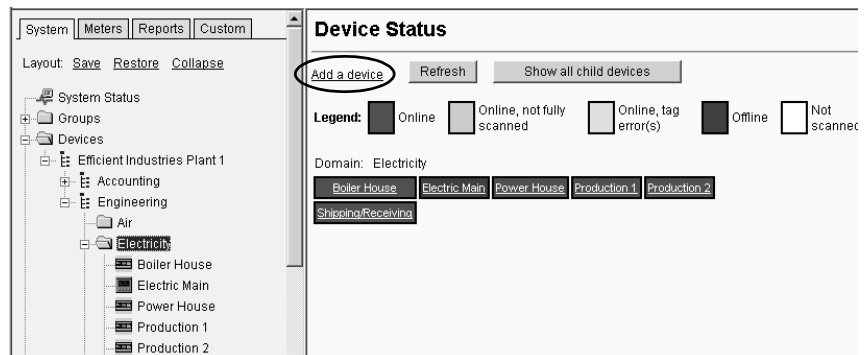 System Meters Reports Custom
Layout: Save Restore Collapse
System Status
Groups
Devices
Efficient Industries Plant 1
Accounting
Engineering
Air
Electricity
Boiler House
Electric Main
Power House
Production 1
Production 2
Device Status
Add a device Refresh Show all child devices
Legend: Online Online, not fully scanned Online, tag error(s) Offline Not scanned
Domain: Electricity
Boiler House Electric Main Power House Production 1 Production 2
Shipping/Receiving